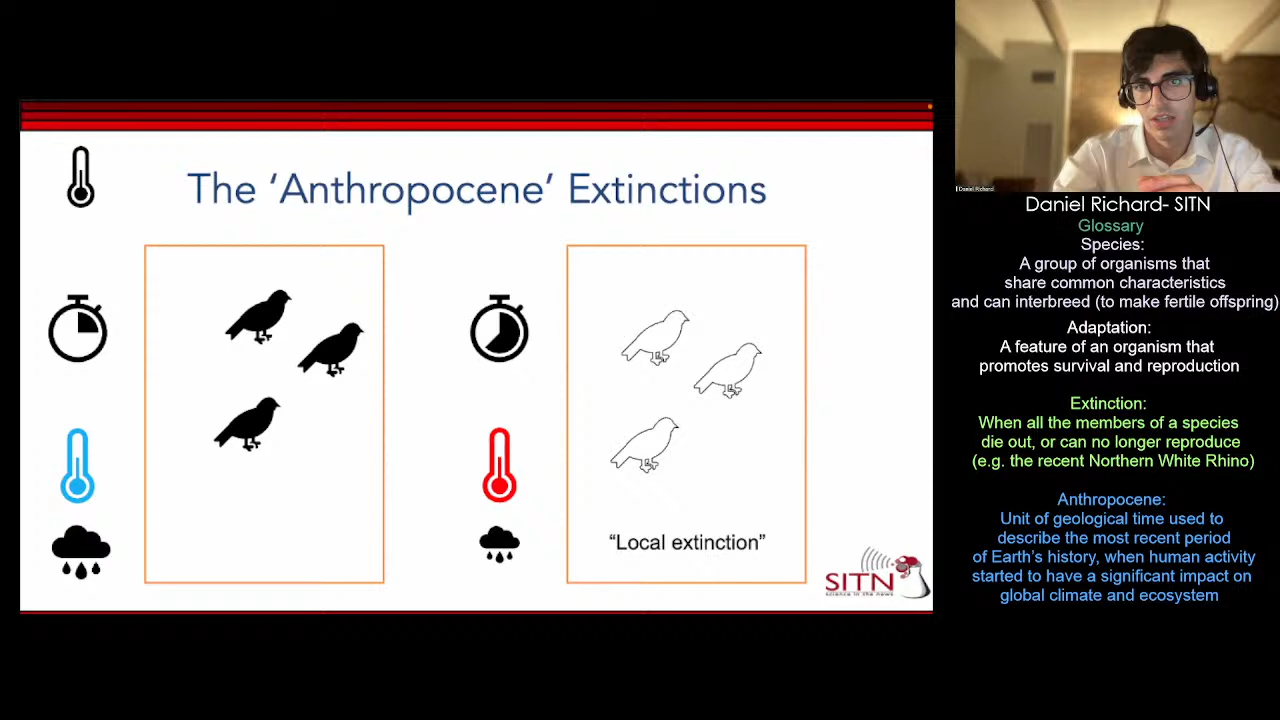 The ‘Anthropocene’ Extinctions
“Local extinction”
SITN
science in the news
Daniel Richard
Daniel Richard- SITN
Glossary
Species:
A group of organisms that
share common characteristics
and can interbreed (to make fertile offspring)
Adaptation:
A feature of an organism that
promotes survival and reproduction
Extinction:
When all the members of a species
die out, or can no longer reproduce
(e.g. the recent Northern White Rhino)
Anthropocene:
Unit of geological time used to
describe the most recent period
of Earth's history, when human activity
started to have a significant impact on
global climate and ecosystem